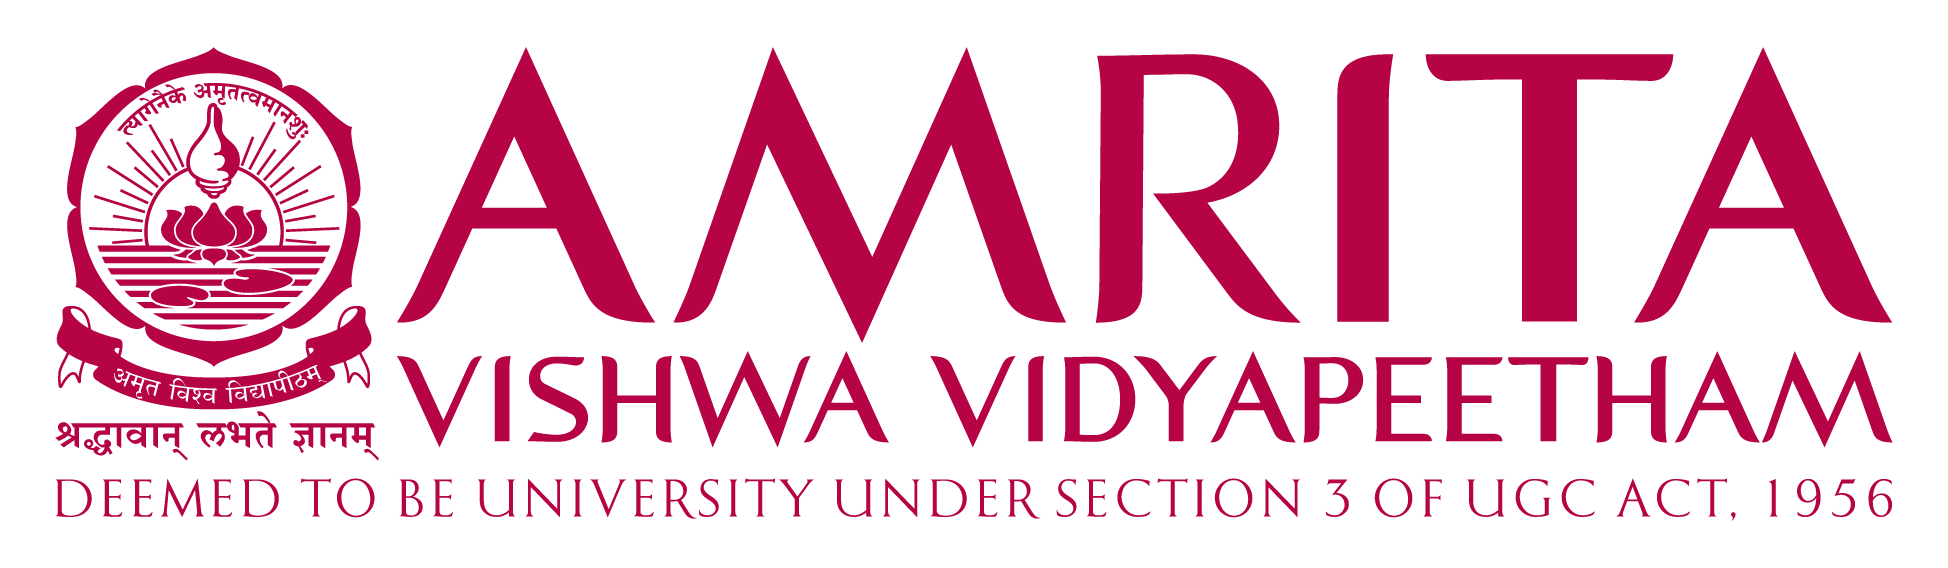 त्यागेनैके अमृतत्वमानशुः
अमृत विश्व विद्यापीठम्
श्रद्धावान् लभते ज्ञानम्
AMRITA
VISHWA VIDYAPEETHAM
DEEMED TO BE UNIVERSITY UNDER SECTION 3 OF UGC ACT, 1956